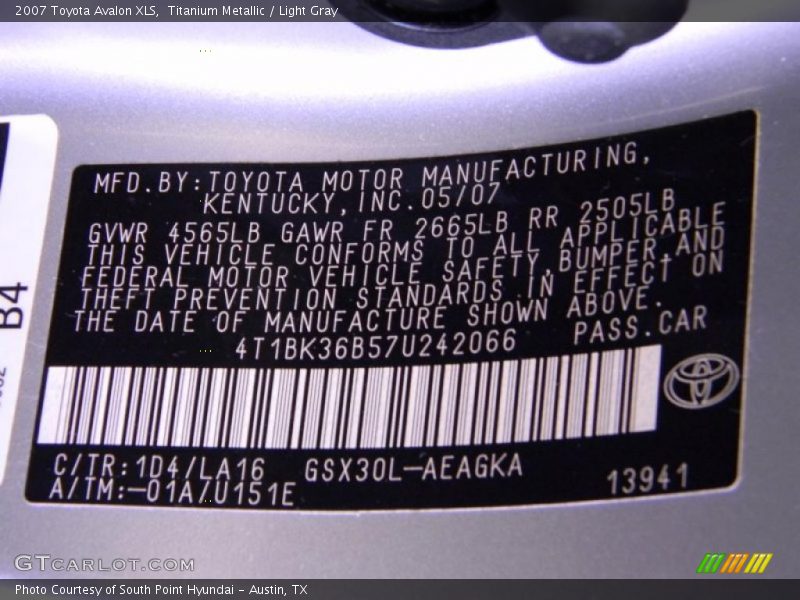 2007 Toyota Avalon XLS,  Titanium Metallic / Light Gray
B4
MFD.BY:TOYOTA MOTOR MANUFACTURING,
KENTUCKY,INC.05/07
GVWR 4565LB GAWR FR 2665LB RR 2505LB
THIS VEHICLE CONFORMS TO ALL APPLICABLE
FEDERAL MOTOR VEHICLE SAFETY,BUMPER,AND
THEFT PREVENTION STANDARDS IN EFFECT ON
THE DATE OF MANUFACTURE SHOWN ABOVE.
4T1BK36B57U242066 PASS.CAR
C/TR:1D4/LA16 GSX30L-AEAGKA
A/TM:-01A/U151E 13941
GTCARLOT.COM
Photo Courtesy of South Point Hyundai - Austin, TX